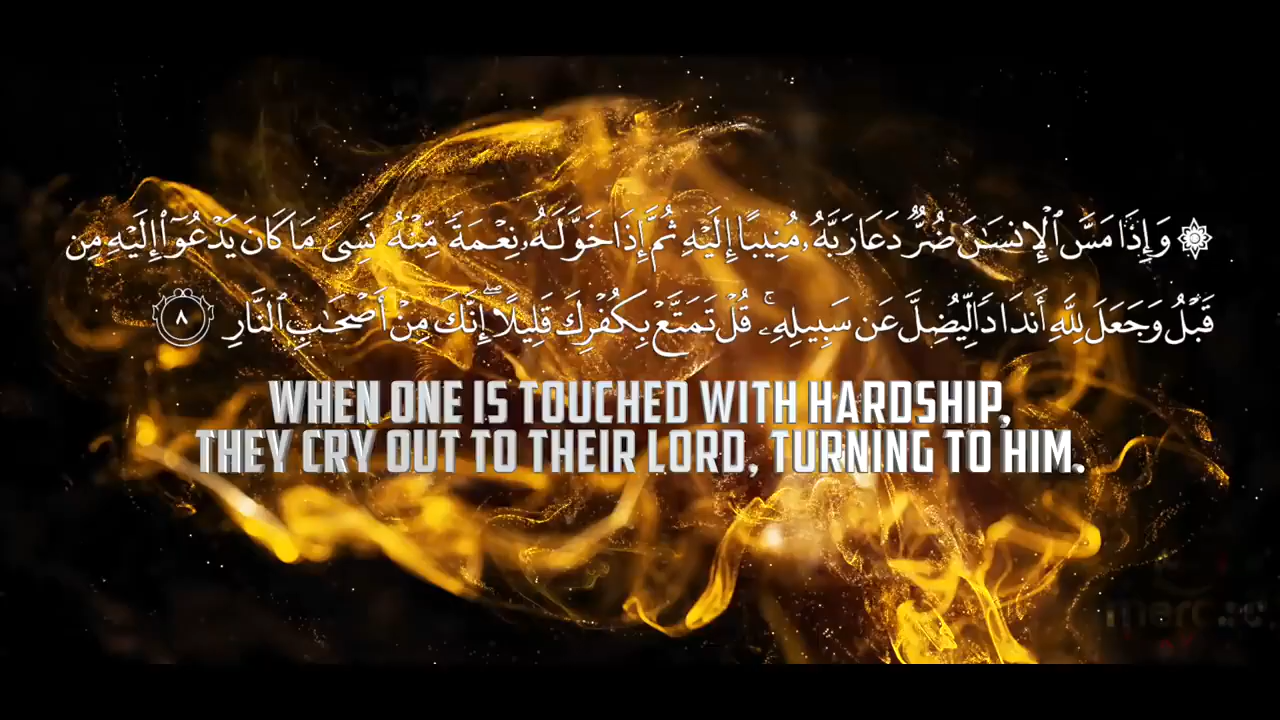 ۞ وَإِذَا مَسَّ ٱلْإِنسَـٰنَ ضُرٌّ دَعَا رَبَّهُۥ مُنِيبًا إِلَيْهِ ثُمَّ إِذَا خَوَّلَهُۥ نِعْمَةً مِّنْهُ نَسِىَ مَا كَانَ يَدْعُوٓا۟ إِلَيْهِ مِن
قَبْلُ وَجَعَلَ لِلَّهِ أَندَادًا لِّيُضِلَّ عَن سَبِيلِهِۦ ۚ قُلْ تَمَتَّعْ بِكُفْرِكَ قَلِيلًا ۖ إِنَّكَ مِنْ أَصْحَـٰبِ ٱلنَّارِ ٨
WHEN ONE IS TOUCHED WITH HARDSHIP,
THEY CRY OUT TO THEIR LORD, TURNING TO HIM.